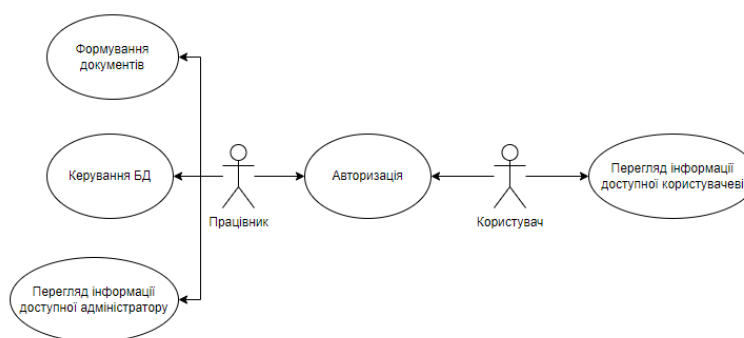 Формування
документів
Керування БД
Працівник
Перегляд інформації
доступної адміністратору
Авторизація
Користувач
Перегляд інформації
доступної користувачеві